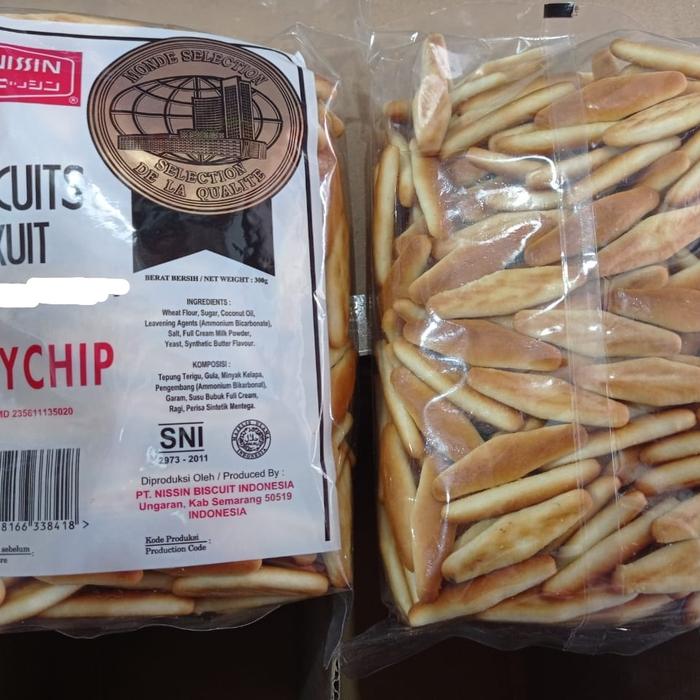 NISSIN
ニッシン
MONDE SELECTION
SELECTION
DE LA QUALITE
CUITS
KUIT
BERAT BERSIH / NET WEIGHT : 300g
INGREDIENTS :
Wheat Flour, Sugar, Coconut Oil,
Leavening Agents (Ammonium Bicarbonate),
Salt, Full Cream Milk Powder,
Yeast, Synthetic Butter Flavour.
YCHIP
KOMPOSISI :
Tepung Terigu, Gula, Minyak Kelapa,
Pengembang (Ammonium Bikarbonat),
Garam, Susu Bubuk Full Cream,
Ragi, Perisa Sintetik Mentega.
MD 235611135020
SNI
2973 - 2011
Diproduksi Oleh / Produced By :
PT. NISSIN BISCUIT INDONESIA
Ungaran, Kab Semarang 50519
INDONESIA
8166 338418 >
Kode Produksi :
Production Code :
sebelum :
re